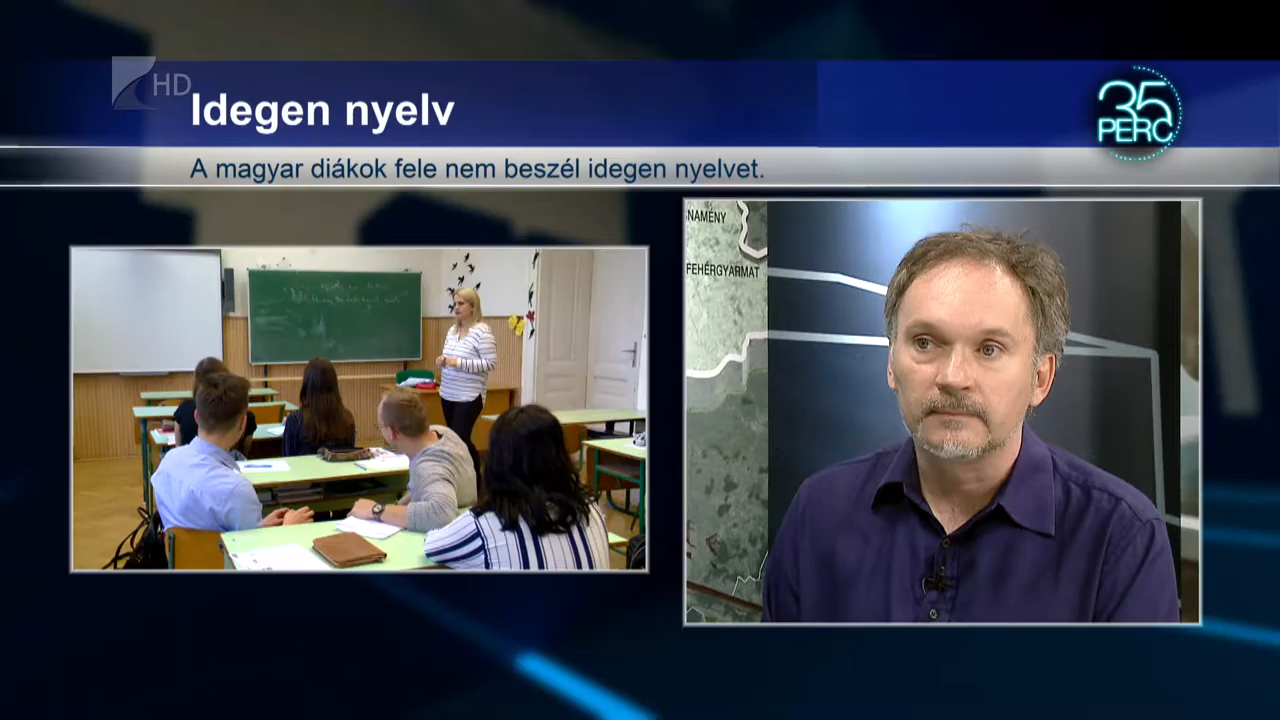 HD
Idegen nyelv
35
PERC
A magyar diákok fele nem beszél idegen nyelvet.
NAMÉNY
FEHÉRGYARMAT